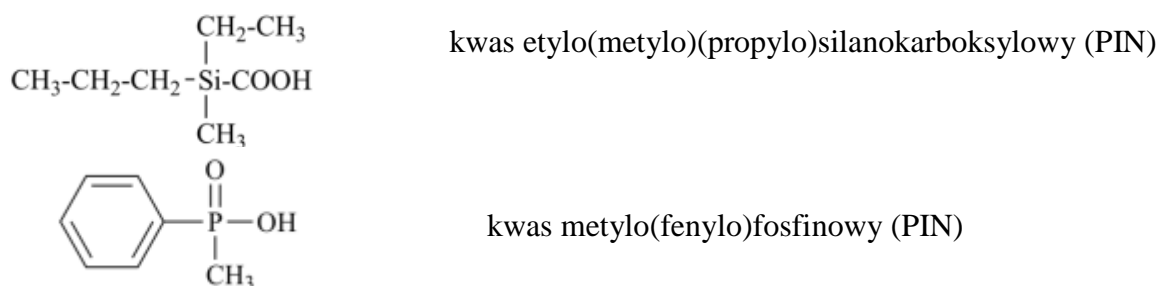 CH₂-CH₃
kwas etylo(metylo)(propylo)silanokarboksylowy (PIN)
CH₃-CH₂-CH₂-Si-COOH
CH₃
O
P OH
kwas metylo(fenylo)fosfinowy (PIN)
CH₃